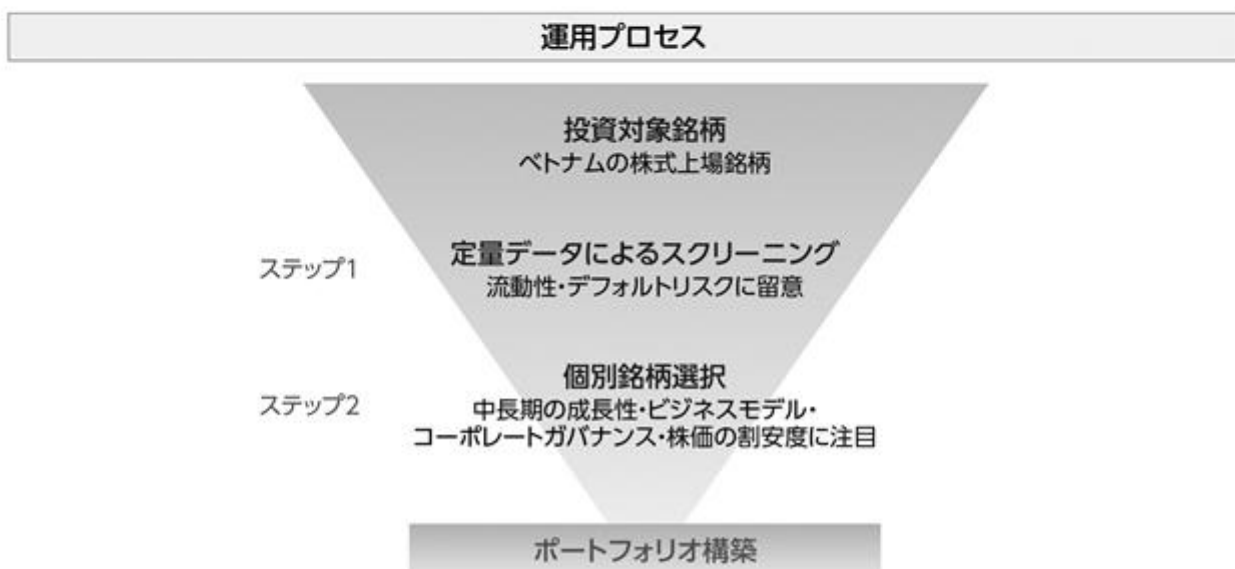 運用プロセス
投資対象銘柄
ベトナムの株式上場銘柄
ステップ1
定量データによるスクリーニング
流動性・デフォルトリスクに留意
ステップ2
個別銘柄選択
中長期の成長性・ビジネスモデル・
コーポレートガバナンス・株価の割安度に注目
ポートフォリオ構築